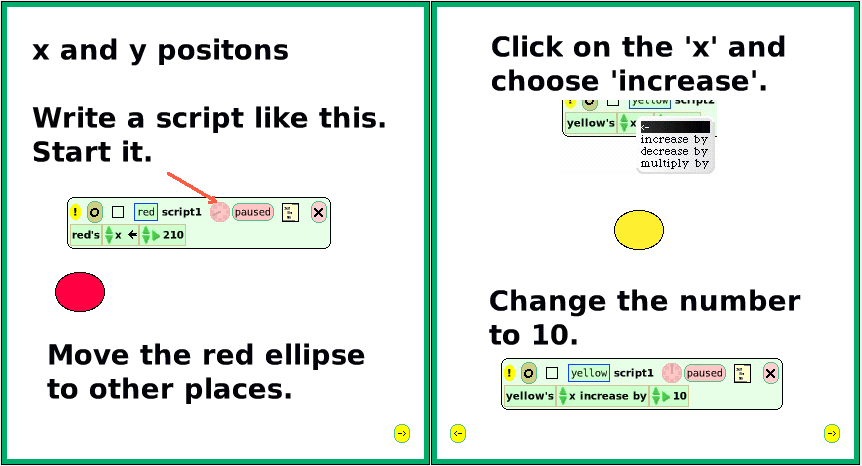 x and y positons
Write a script like this.
Start it.
! red script1 paused
red's x ← 210
Move the red ellipse
to other places.
->
Click on the 'x' and
choose 'increase'.
! yellow script2
yellow's x
<-
increase by
decrease by
multiply by
Change the number
to 10.
! yellow script1 paused
yellow's x increase by 10
<-
->